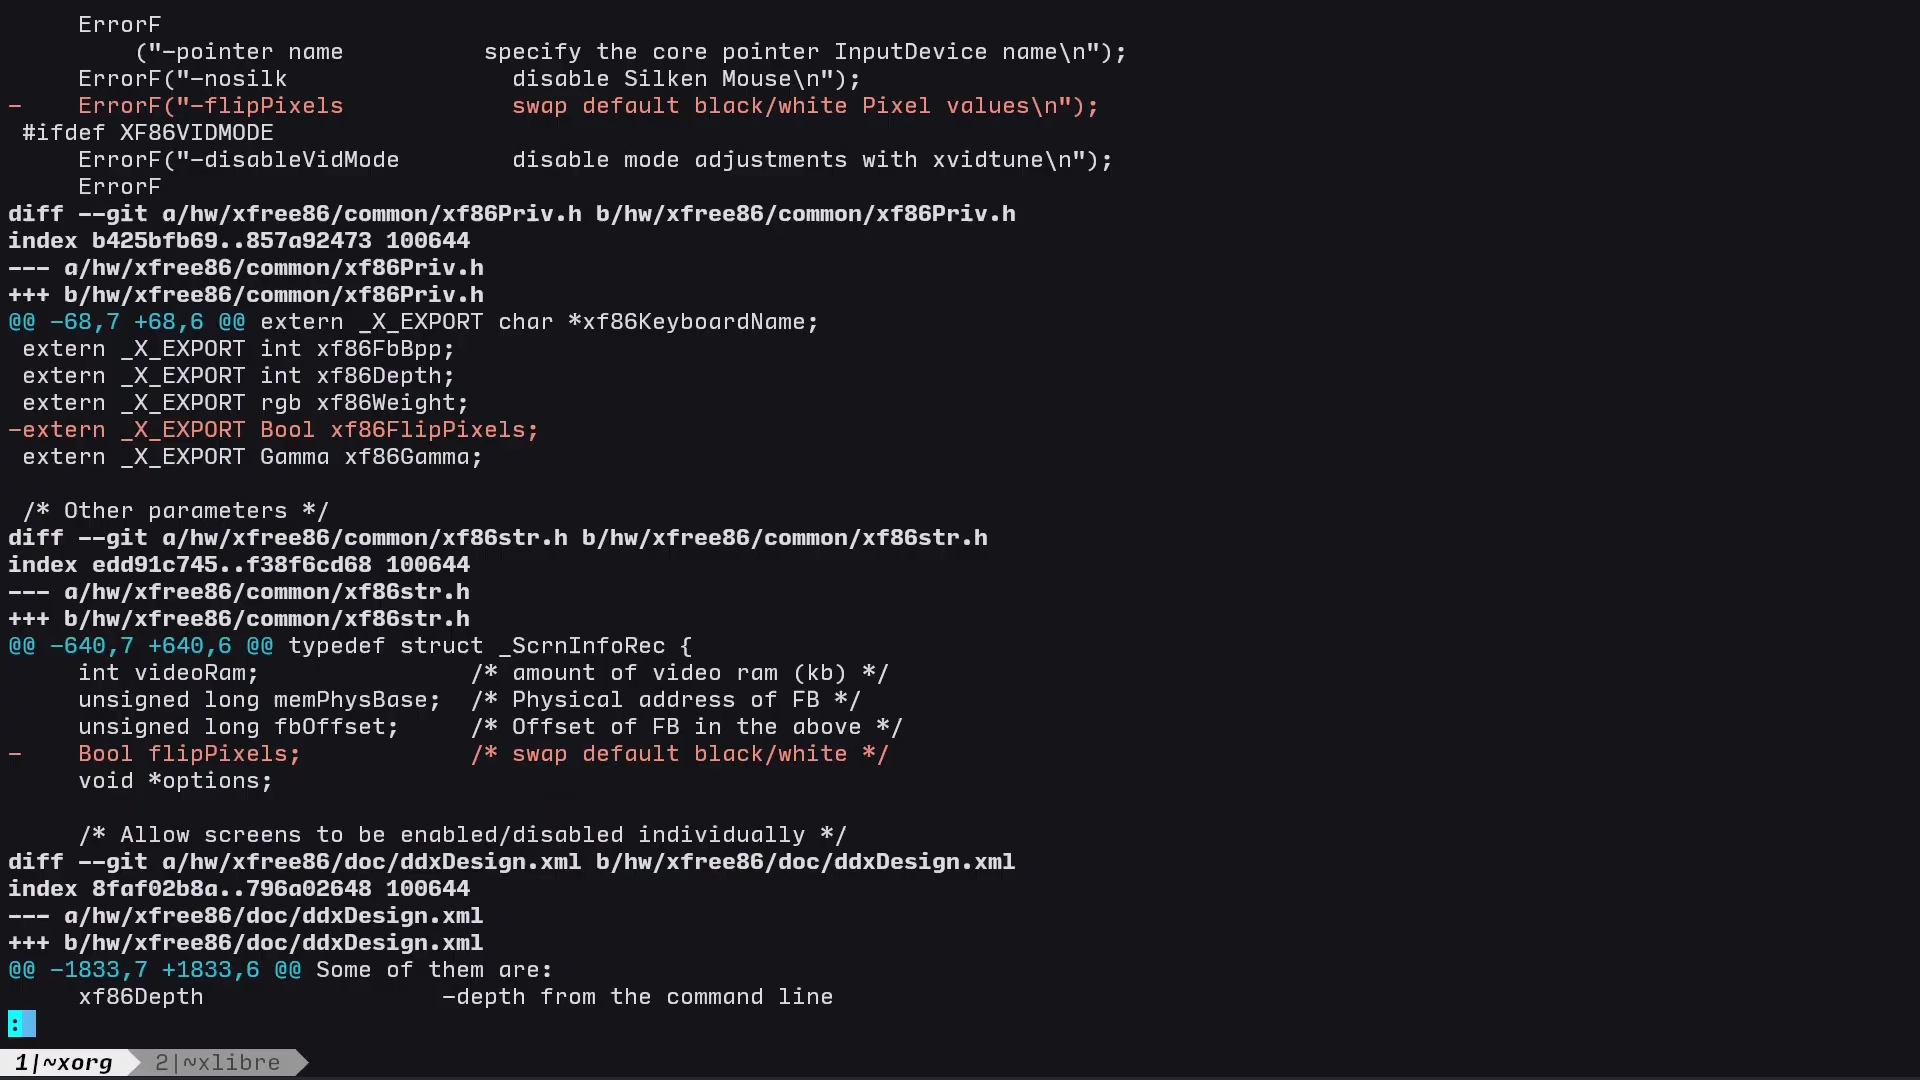 ErrorF
         ("-pointer name          specify the core pointer InputDevice name\n");
     ErrorF("-nosilk                disable Silken Mouse\n");
-    ErrorF("-flipPixels            swap default black/white Pixel values\n");
 #ifdef XF86VIDMODE
     ErrorF("-disableVidMode        disable mode adjustments with xvidtune\n");
     ErrorF
diff --git a/hw/xfree86/common/xf86Priv.h b/hw/xfree86/common/xf86Priv.h
index b425bfb69..857a92473 100644
--- a/hw/xfree86/common/xf86Priv.h
+++ b/hw/xfree86/common/xf86Priv.h
@@ -68,7 +68,6 @@ extern _X_EXPORT char *xf86KeyboardName;
 extern _X_EXPORT int xf86FbBpp;
 extern _X_EXPORT int xf86Depth;
 extern _X_EXPORT rgb xf86Weight;
-extern _X_EXPORT Bool xf86FlipPixels;
 extern _X_EXPORT Gamma xf86Gamma;
 /* Other parameters */
diff --git a/hw/xfree86/common/xf86str.h b/hw/xfree86/common/xf86str.h
index edd91c745..f38f6cd68 100644
--- a/hw/xfree86/common/xf86str.h
+++ b/hw/xfree86/common/xf86str.h
@@ -640,7 +640,6 @@ typedef struct _ScrnInfoRec {
     int videoRam;               /* amount of video ram (kb) */
     unsigned long memPhysBase;  /* Physical address of FB */
     unsigned long fbOffset;     /* Offset of FB in the above */
-    Bool flipPixels;            /* swap default black/white */
     void *options;
     /* Allow screens to be enabled/disabled individually */
diff --git a/hw/xfree86/doc/ddxDesign.xml b/hw/xfree86/doc/ddxDesign.xml
index 8faf02b8a..796a02648 100644
--- a/hw/xfree86/doc/ddxDesign.xml
+++ b/hw/xfree86/doc/ddxDesign.xml
@@ -1833,7 +1833,6 @@ Some of them are:
     xf86Depth                 -depth from the command line
:
1|~xorg  2|~xlibre